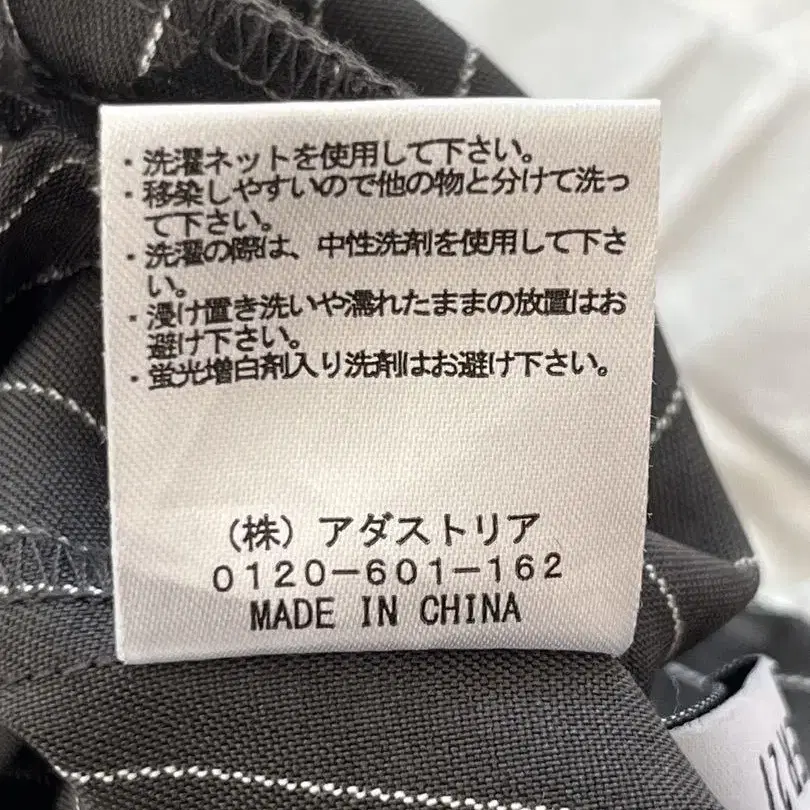 ・洗濯ネットを使用して下さい。
・移染しやすいので他の物と分けて洗っ
て下さい。
・洗濯の際は、中性洗剤を使用して下さ
い。
・浸け置き洗いや濡れたままの放置はお
避け下さい。
・蛍光増白剤入り洗剤はお避け下さい。
（株）アダストリア
0120−601−162
MADE IN CHINA